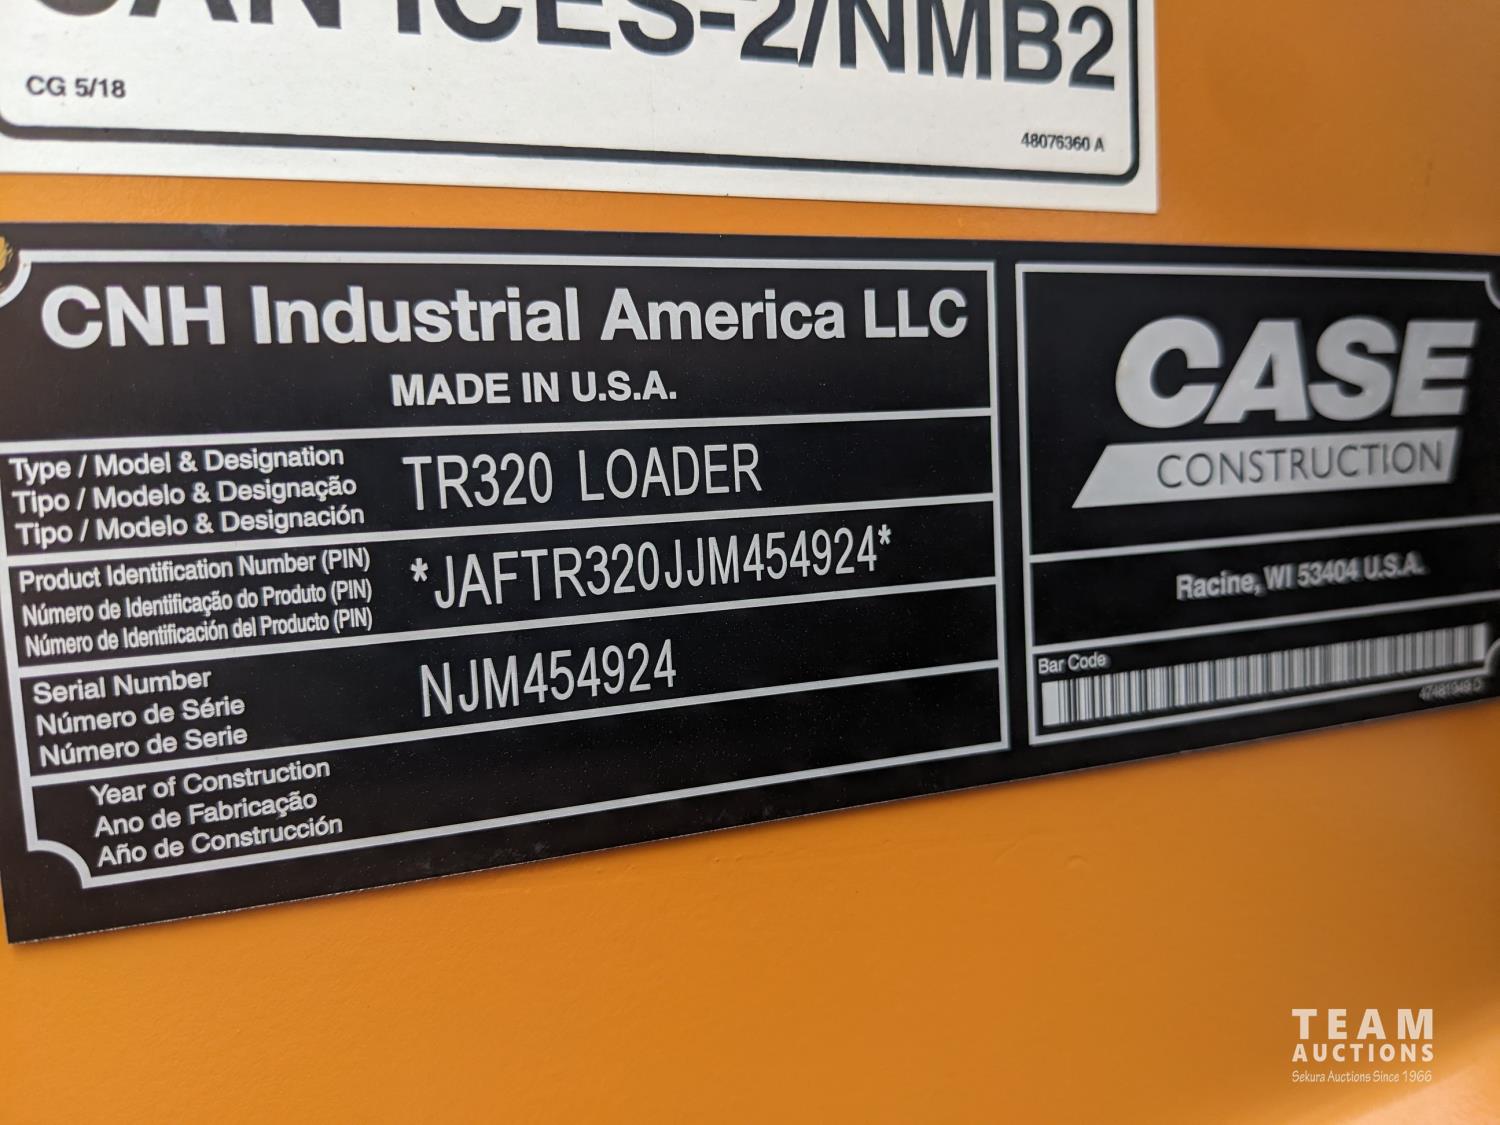 CAN ICES-2/NMB2
CG 5/18
48076360 A
CNH Industrial America LLC
MADE IN U.S.A.
Type / Model & Designation
Tipo / Modelo & Designação
Tipo / Modelo & Designación
TR320 LOADER
Product Identification Number (PIN)
Número de Identificação do Produto (PIN)
Número de Identificación del Producto (PIN)
*JAFTR320JJM454924*
Serial Number
Número de Série
Número de Serie
NJM454924
Year of Construction
Ano de Fabricação
Año de Construcción
CASE
CONSTRUCTION
Racine, WI 53404 U.S.A.
Bar Code
47481949 D
TEAM
AUCTIONS
Sekura Auctions Since 1966